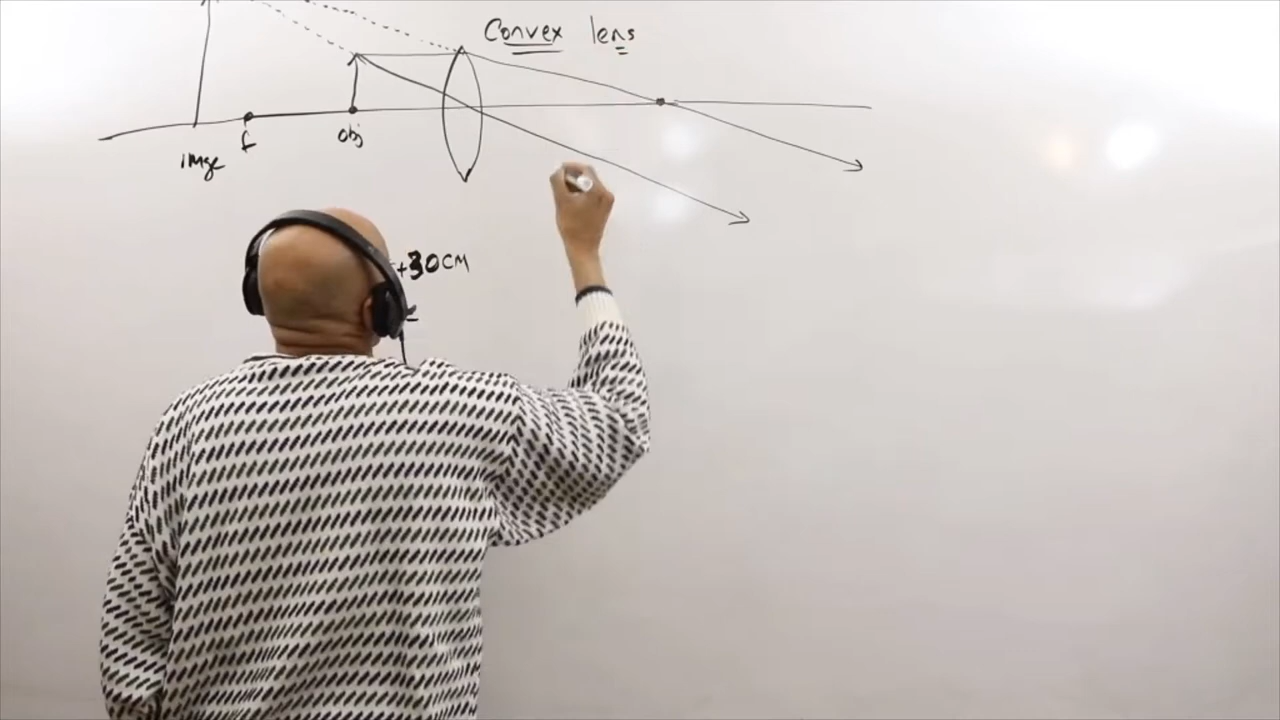 Convex lens
f
obj
image
+30CM